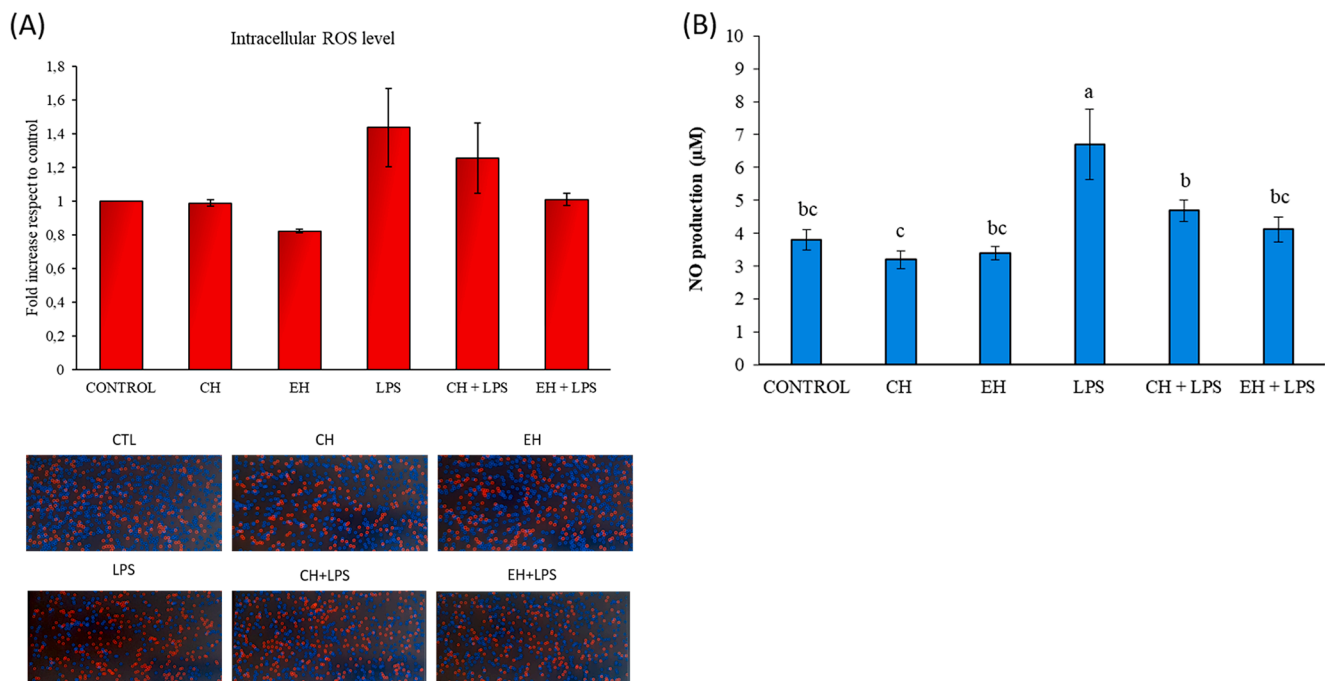 (A)
Intracellular ROS level
Fold increase respect to control
1,8
1,6
1,4
1,2
1
0,8
0,6
0,4
0,2
0
CONTROL CH EH LPS CH + LPS EH + LPS
CTL CH EH
LPS CH+LPS EH+LPS
(B)
NO production (µM)
10
9
8
7
6
5
4
3
2
1
0
bc c bc a b bc
CONTROL CH EH LPS CH + LPS EH + LPS